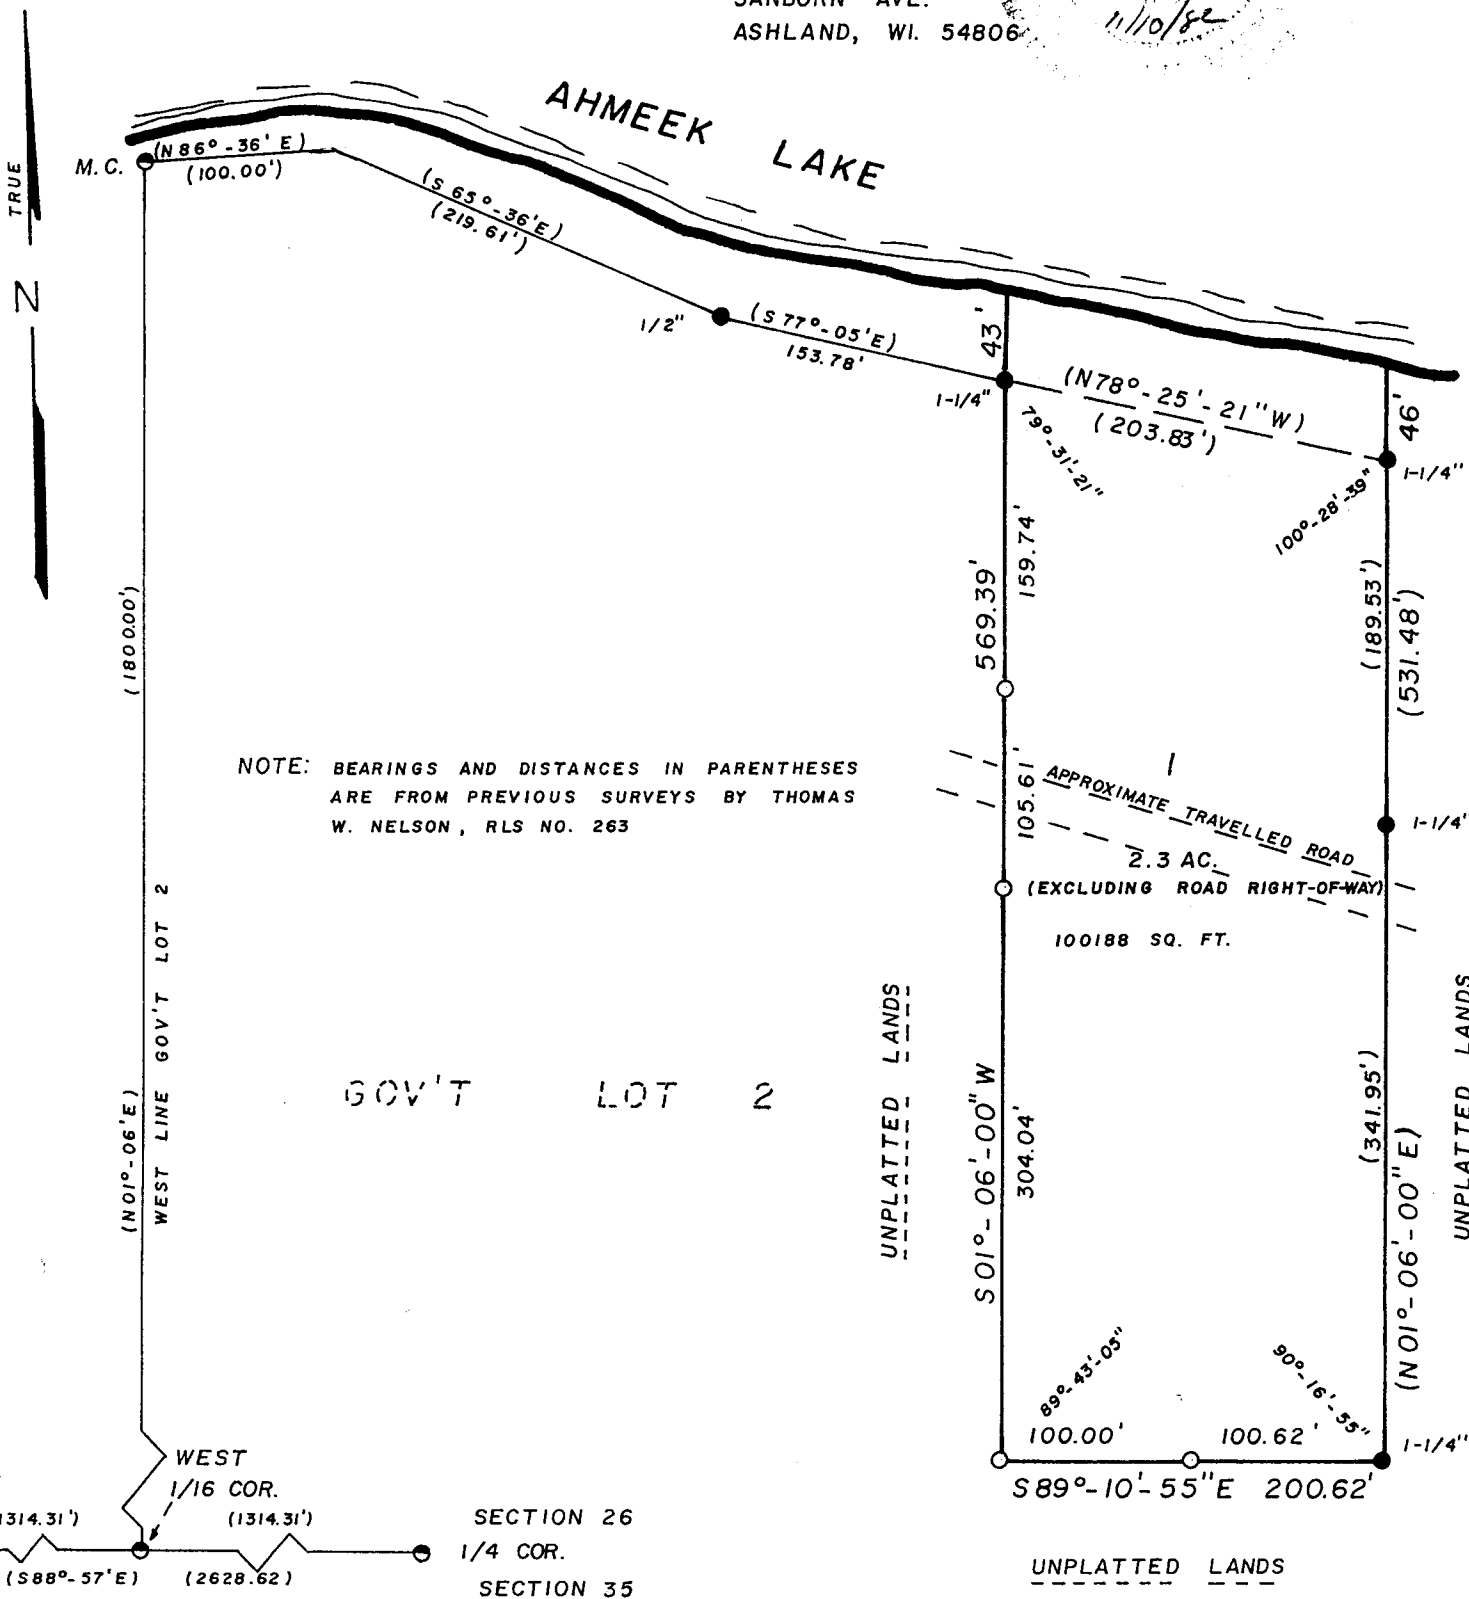 SANBORN AVE.
ASHLAND, WI. 54806
11/10/82
AHMEEK LAKE
TRUE
N
M.C.
(N 86°-36' E)
(100.00')
(S 65°-36'E)
(219.61')
1/2"
(S 77°-05'E)
153.78'
43'
1-1/4"
(N78°-25'-21"W)
(203.83')
46'
1-1/4"
79°-31'-21"
100°-28'-39"
(1800.00')
569.39'
159.74'
(189.53')
(531.48')
NOTE: BEARINGS AND DISTANCES IN PARENTHESES
ARE FROM PREVIOUS SURVEYS BY THOMAS
W. NELSON, RLS NO. 263
105.61'
1
APPROXIMATE TRAVELLED ROAD
1-1/4"
2.3 AC.
(EXCLUDING ROAD RIGHT-OF-WAY)
100188 SQ. FT.
(N01°-06'E)
WEST LINE GOV'T LOT 2
GOV'T LOT 2
UNPLATTED LANDS
S01°-06'-00"W
304.04'
(341.95')
(N01°-06'-00"E)
UNPLATTED LANDS
89°-43'-05"
90°-16'-55"
100.00' 100.62'
1-1/4"
S89°-10'-55"E 200.62'
WEST
1/16 COR.
1314.31')
(1314.31')
SECTION 26
1/4 COR.
(S88°-57'E)
(2628.62)
SECTION 35
UNPLATTED LANDS